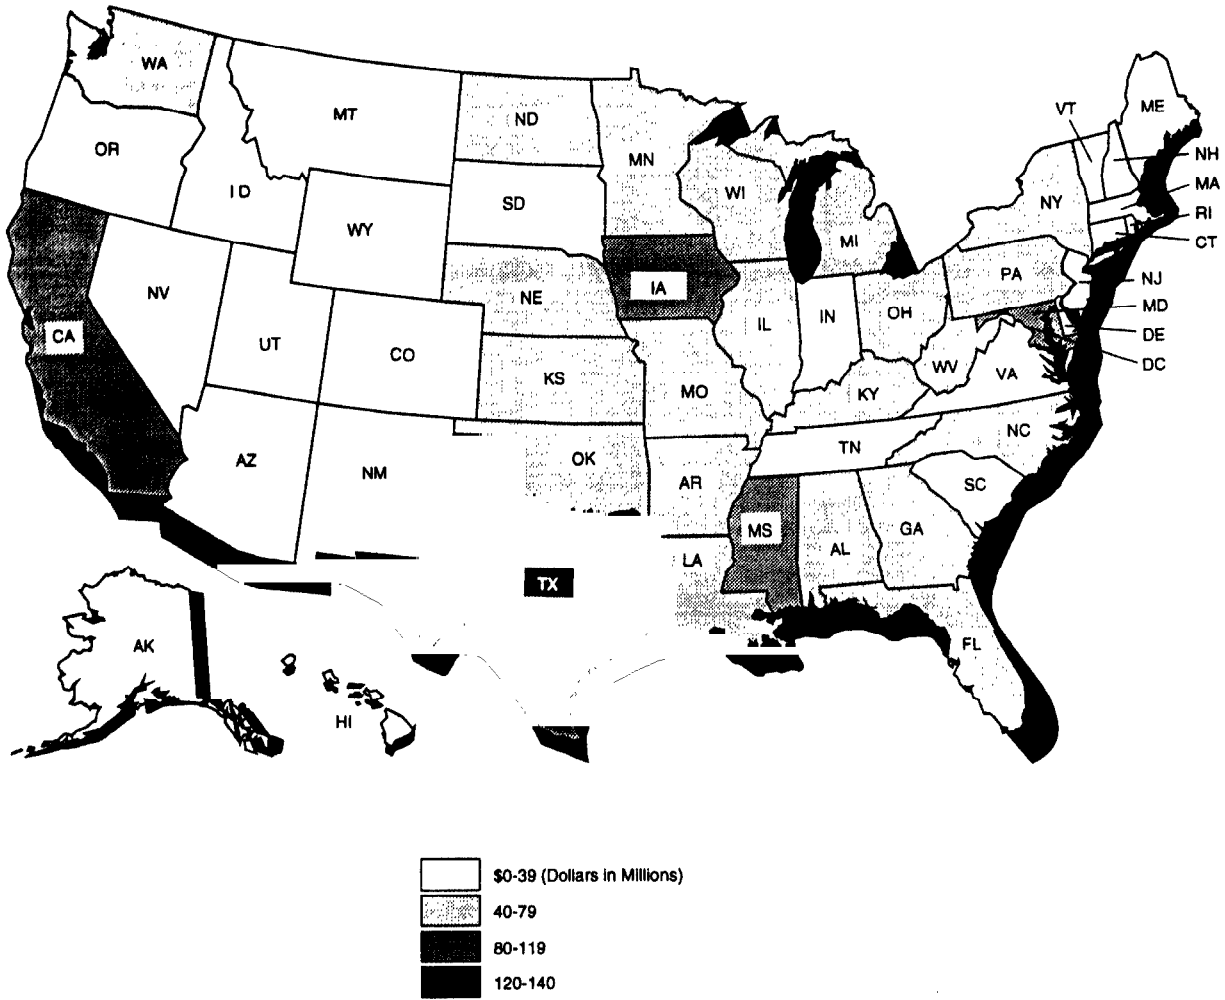 WA
MT
ND
MN
OR
ID
SD
WI
MI
NY
VT
ME
NH
MA
RI
CT
WY
NV
NE
IA
PA
NJ
MD
DE
DC
CA
UT
CO
KS
MO
IL
IN
OH
WV
VA
KY
AZ
NM
OK
AR
TN
NC
SC
TX
LA
MS
AL
GA
FL
AK
HI
$0-39 (Dollars in Millions)
40-79
80-119
120-140